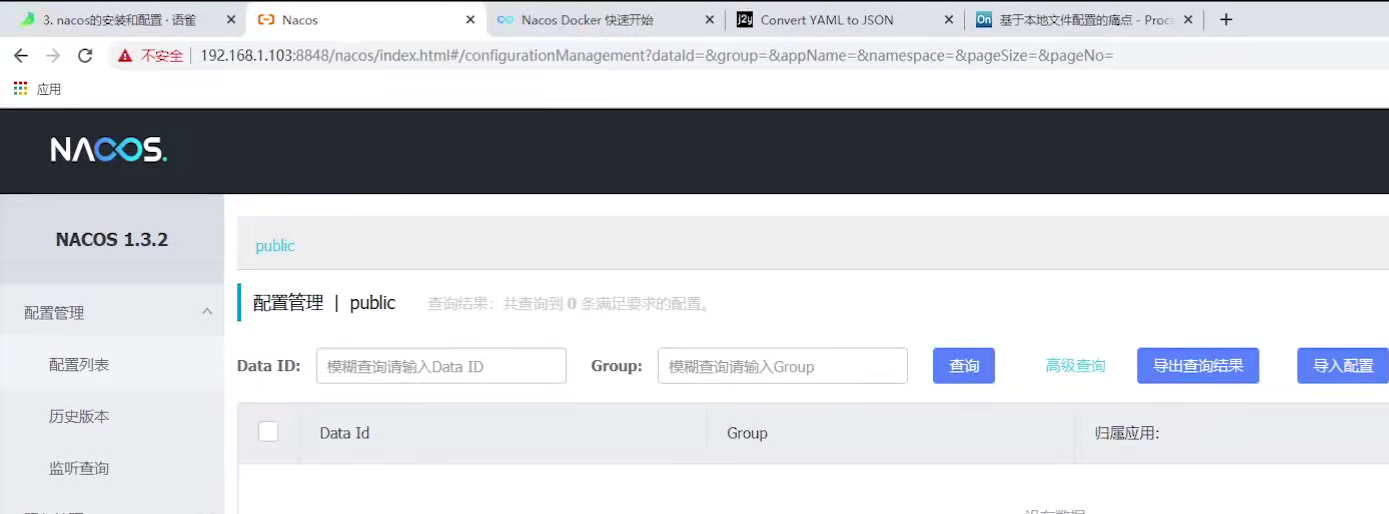 3. nacos的安装和配置 · 语雀
Nacos
Nacos Docker 快速开始
j2y
Convert YAML to JSON
On
基于本地文件配置的痛点 - Proc
不安全
192.168.1.103:8848/nacos/index.html#/configurationManagement?dataId=&group=&appName=&namespace=&pageSize=&pageNo=
应用
NACOS.
NACOS 1.3.2
public
配置管理
配置管理 | public
查询结果：共查询到 0 条满足要求的配置。
配置列表
Data ID:
模糊查询请输入Data ID
Group:
模糊查询请输入Group
查询
高级查询
导出查询结果
导入配置
历史版本
Data Id
Group
归属应用:
监听查询